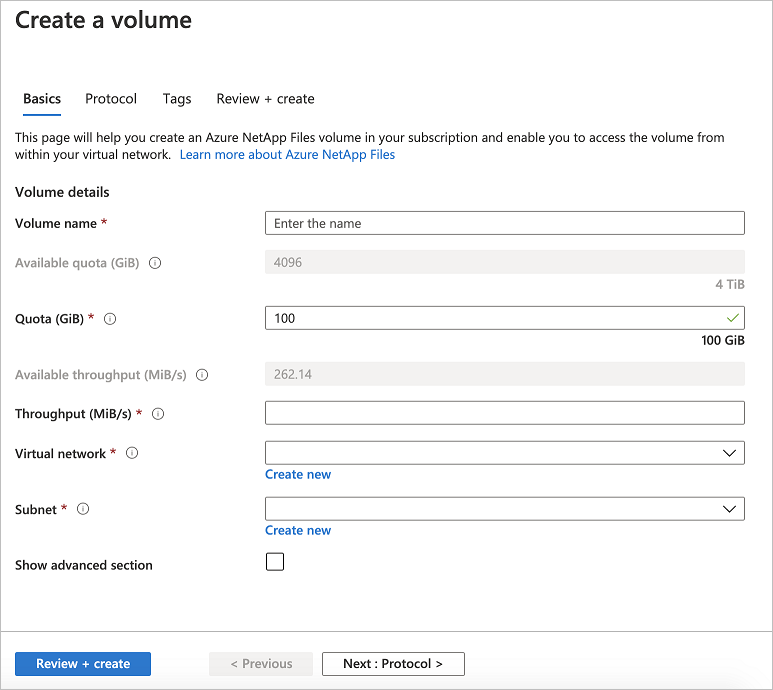 Create a volume
Basics Protocol Tags Review + create
This page will help you create an Azure NetApp Files volume in your subscription and enable you to access the volume from
within your virtual network. Learn more about Azure NetApp Files
Volume details
Volume name * Enter the name
Available quota (GiB) 4096
4 TiB
Quota (GiB) * 100
100 GiB
Available throughput (MiB/s) 262.14
Throughput (MiB/s) *
Virtual network *
Create new
Subnet *
Create new
Show advanced section
Review + create < Previous Next : Protocol >